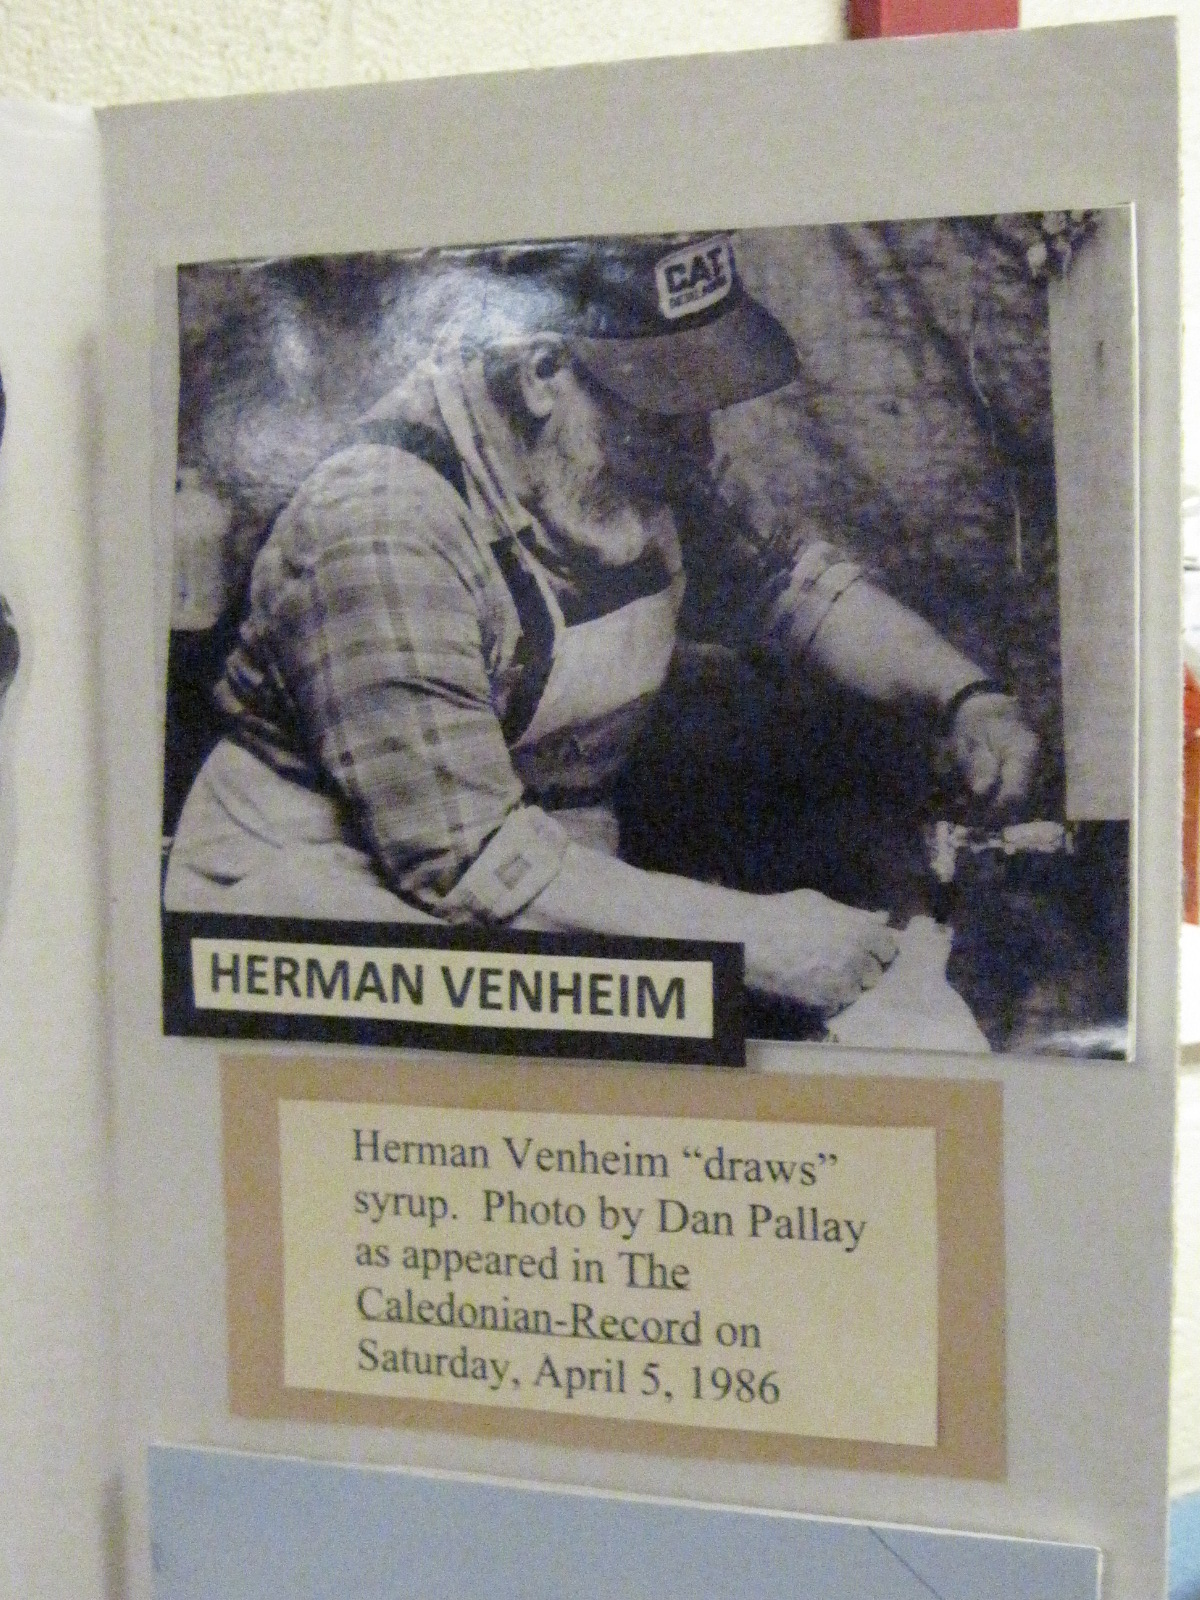 CAT
HERMAN VENHEIM
Herman Venheim “draws”
syrup. Photo by Dan Pallay
as appeared in The
Caledonian-Record on
Saturday, April 5, 1986